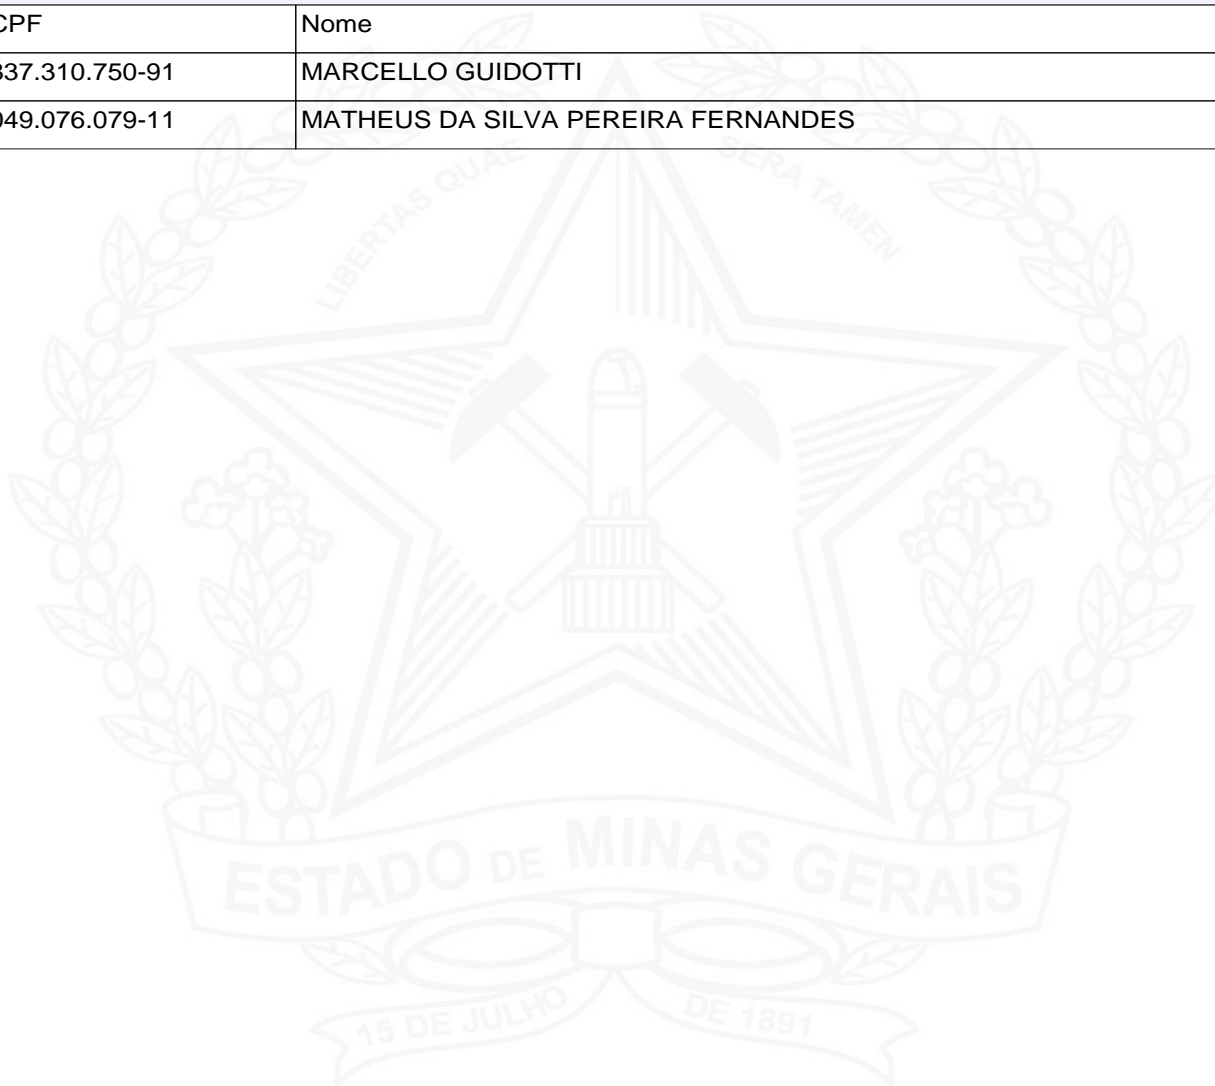 CPF Nome
337.310.750-91 MARCELLO GUIDOTTI
049.076.079-11 MATHEUS DA SILVA PEREIRA FERNANDES
LIBERTAS QUAE SERA TAMEN
ESTADO DE MINAS GERAIS
15 DE JULHO DE 1891